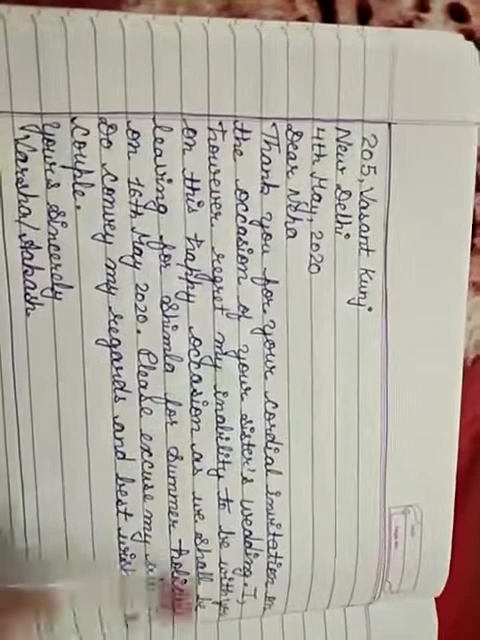 205, Vasant Kunj
New Delhi
4th May, 2020
Dear Nisha
Thank you for your cordial invitation on
the occasion of your sister's wedding. I,
however regret my inability to be with you
on this happy occasion as we shall be
leaving for Shimla for Summer
on 16th May 2020. Please excuse my
Do convey my regards and best
couple.
Yours Sincerely
Varsha/Aakash